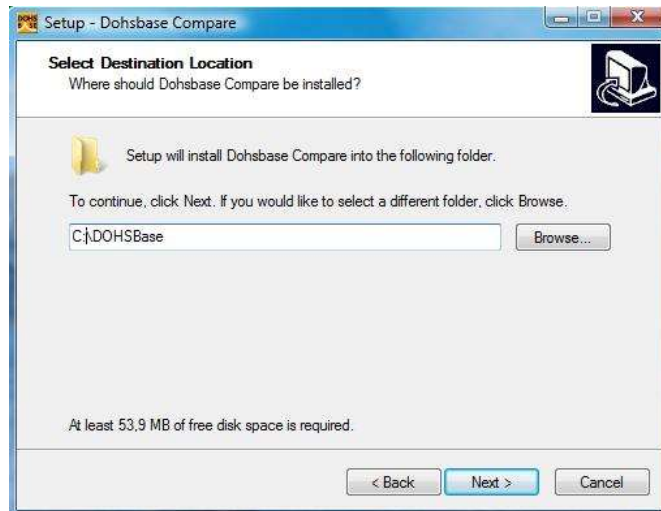 DOHS
BASE
Setup - Dohsbase Compare
Select Destination Location
Where should Dohsbase Compare be installed?
Setup will install Dohsbase Compare into the following folder.
To continue, click Next. If you would like to select a different folder, click Browse.
C:\DOHSBase
Browse...
At least 53,9 MB of free disk space is required.
< Back
Next >
Cancel